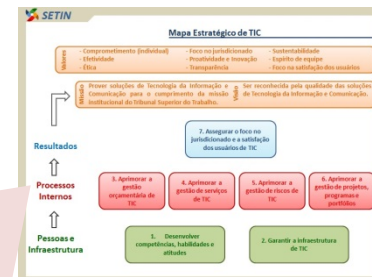 SETIN
Mapa Estratégico de TIC
Valores
- Comprometimento (individual)
- Efetividade
- Ética
- Foco no jurisdicionado
- Proatividade e Inovação
- Transparência
- Sustentabilidade
- Espírito de equipe
- Foco na satisfação dos usuários
Missão
Prover soluções de Tecnologia da Informação e
Comunicação para o cumprimento da missão
Institucional do Tribunal Superior do Trabalho.
Visão
Ser reconhecida pela qualidade das soluções
de Tecnologia da Informação e Comunicação.
Resultados
7. Assegurar o foco no
jurisdicionado e a satisfação
dos usuários de TIC
Processos
Internos
3. Aprimorar a
gestão
orçamentária de
TIC
4. Aprimorar a
gestão de serviços
de TIC
5. Aprimorar a
gestão de riscos de
TIC
6. Aprimorar a
gestão de projetos,
programas e
portfólios
Pessoas e
Infraestrutura
1. Desenvolver
competências, habilidades e
atitudes
2. Garantir a infraestrutura
de TIC